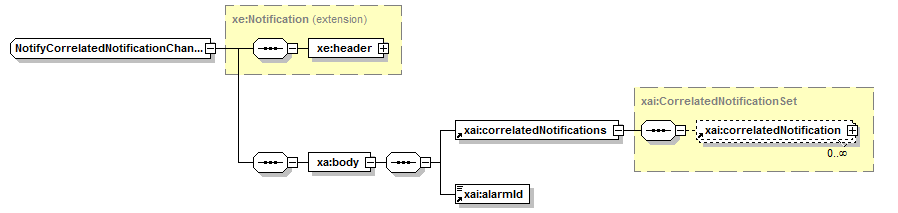 xe:Notification (extension)
NotifyCorrelatedNotificationChan...
xe:header
xai:CorrelatedNotificationSet
xai:correlatedNotifications
xai:correlatedNotification
0..∞
xa:body
xai:alarmId